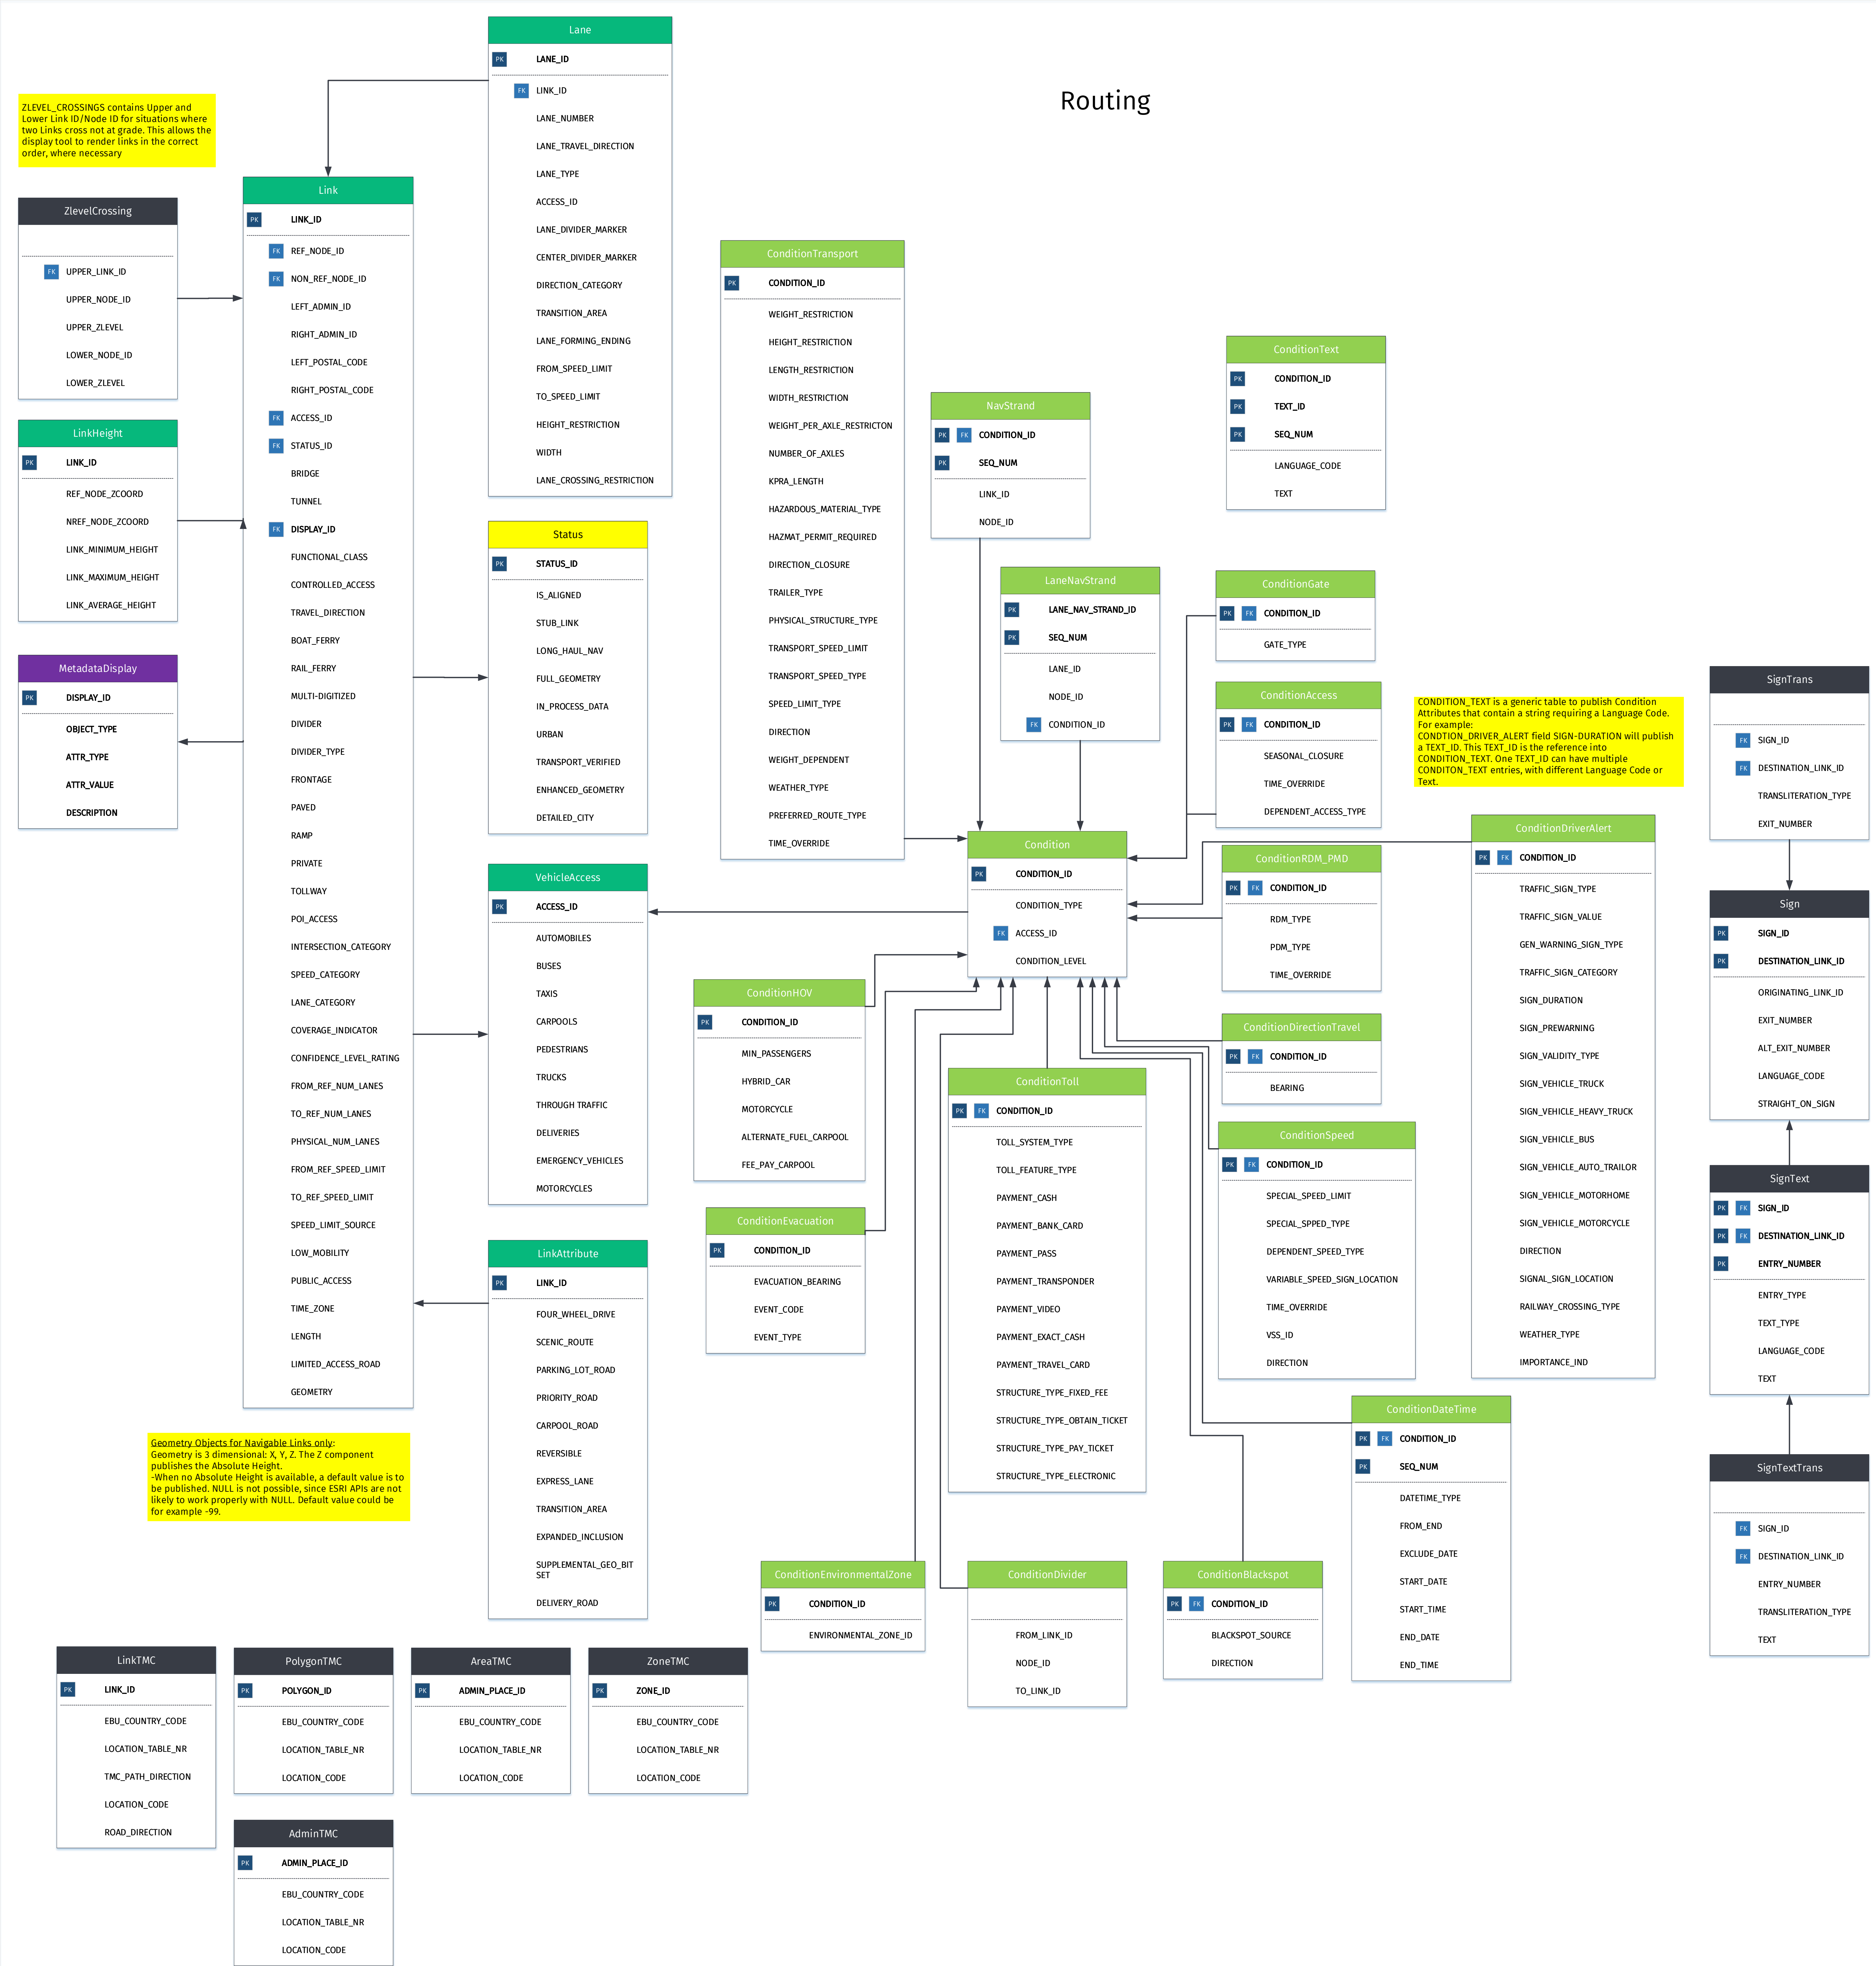 Routing
ZLEVEL_CROSSINGS contains Upper and
Lower Link ID/Node ID for situations where
two Links cross not at grade. This allows the
display tool to render links in the correct
order, where necessary
ZlevelCrossing
FK UPPER_LINK_ID
UPPER_NODE_ID
UPPER_ZLEVEL
LOWER_NODE_ID
LOWER_ZLEVEL
LinkHeight
PK LINK_ID
REF_NODE_ZCOORD
NREF_NODE_ZCOORD
LINK_MINIMUM_HEIGHT
LINK_MAXIMUM_HEIGHT
LINK_AVERAGE_HEIGHT
MetadataDisplay
PK DISPLAY_ID
OBJECT_TYPE
ATTR_TYPE
ATTR_VALUE
DESCRIPTION
Link
PK LINK_ID
FK REF_NODE_ID
FK NON_REF_NODE_ID
LEFT_ADMIN_ID
RIGHT_ADMIN_ID
LEFT_POSTAL_CODE
RIGHT_POSTAL_CODE
FK ACCESS_ID
FK STATUS_ID
BRIDGE
TUNNEL
FK DISPLAY_ID
FUNCTIONAL_CLASS
CONTROLLED_ACCESS
TRAVEL_DIRECTION
BOAT_FERRY
RAIL_FERRY
MULTI-DIGITIZED
DIVIDER
DIVIDER_TYPE
FRONTAGE
PAVED
RAMP
PRIVATE
TOLLWAY
POI_ACCESS
INTERSECTION_CATEGORY
SPEED_CATEGORY
LANE_CATEGORY
COVERAGE_INDICATOR
CONFIDENCE_LEVEL_RATING
FROM_REF_NUM_LANES
TO_REF_NUM_LANES
PHYSICAL_NUM_LANES
FROM_REF_SPEED_LIMIT
TO_REF_SPEED_LIMIT
SPEED_LIMIT_SOURCE
LOW_MOBILITY
PUBLIC_ACCESS
TIME_ZONE
LENGTH
LIMITED_ACCESS_ROAD
GEOMETRY
Geometry Objects for Navigable Links only:
Geometry is 3 dimensional: X, Y, Z. The Z component
publishes the Absolute Height.
-When no Absolute Height is available, a default value is to
be published. NULL is not possible, since ESRI APIs are not
likely to work properly with NULL. Default value could be
for example -99.
Lane
PK LANE_ID
FK LINK_ID
LANE_NUMBER
LANE_TRAVEL_DIRECTION
LANE_TYPE
ACCESS_ID
LANE_DIVIDER_MARKER
CENTER_DIVIDER_MARKER
DIRECTION_CATEGORY
TRANSITION_AREA
LANE_FORMING_ENDING
FROM_SPEED_LIMIT
TO_SPEED_LIMIT
HEIGHT_RESTRICTION
WIDTH
LANE_CROSSING_RESTRICTION
Status
PK STATUS_ID
IS_ALIGNED
STUB_LINK
LONG_HAUL_NAV
FULL_GEOMETRY
IN_PROCESS_DATA
URBAN
TRANSPORT_VERIFIED
ENHANCED_GEOMETRY
DETAILED_CITY
VehicleAccess
PK ACCESS_ID
AUTOMOBILES
BUSES
TAXIS
CARPOOLS
PEDESTRIANS
TRUCKS
THROUGH TRAFFIC
DELIVERIES
EMERGENCY_VEHICLES
MOTORCYCLES
LinkAttribute
PK LINK_ID
FOUR_WHEEL_DRIVE
SCENIC_ROUTE
PARKING_LOT_ROAD
PRIORITY_ROAD
CARPOOL_ROAD
REVERSIBLE
EXPRESS_LANE
TRANSITION_AREA
EXPANDED_INCLUSION
SUPPLEMENTAL_GEO_BIT
SET
DELIVERY_ROAD
ConditionTransport
PK CONDITION_ID
WEIGHT_RESTRICTION
HEIGHT_RESTRICTION
LENGTH_RESTRICTION
WIDTH_RESTRICTION
WEIGHT_PER_AXLE_RESTRICTON
NUMBER_OF_AXLES
KPRA_LENGTH
HAZARDOUS_MATERIAL_TYPE
HAZMAT_PERMIT_REQUIRED
DIRECTION_CLOSURE
TRAILER_TYPE
PHYSICAL_STRUCTURE_TYPE
TRANSPORT_SPEED_LIMIT
TRANSPORT_SPEED_TYPE
SPEED_LIMIT_TYPE
DIRECTION
WEIGHT_DEPENDENT
WEATHER_TYPE
PREFERRED_ROUTE_TYPE
TIME_OVERRIDE
NavStrand
PK FK CONDITION_ID
PK SEQ_NUM
LINK_ID
NODE_ID
LaneNavStrand
PK LANE_NAV_STRAND_ID
PK SEQ_NUM
LANE_ID
NODE_ID
FK CONDITION_ID
ConditionText
PK CONDITION_ID
PK TEXT_ID
PK SEQ_NUM
LANGUAGE_CODE
TEXT
ConditionGate
PK FK CONDITION_ID
GATE_TYPE
ConditionAccess
PK FK CONDITION_ID
SEASONAL_CLOSURE
TIME_OVERRIDE
DEPENDENT_ACCESS_TYPE
CONDITION_TEXT is a generic table to publish Condition
Attributes that contain a string requiring a Language Code.
For example:
CONDTION_DRIVER_ALERT field SIGN-DURATION will publish
a TEXT_ID. This TEXT_ID is the reference into
CONDITION_TEXT. One TEXT_ID can have multiple
CONDITON_TEXT entries, with different Language Code or
Text.
Condition
PK CONDITION_ID
CONDITION_TYPE
FK ACCESS_ID
CONDITION_LEVEL
ConditionRDM_PMD
PK FK CONDITION_ID
RDM_TYPE
PDM_TYPE
TIME_OVERRIDE
ConditionDriverAlert
PK FK CONDITION_ID
TRAFFIC_SIGN_TYPE
TRAFFIC_SIGN_VALUE
GEN_WARNING_SIGN_TYPE
TRAFFIC_SIGN_CATEGORY
SIGN_DURATION
SIGN_PREWARNING
SIGN_VALIDITY_TYPE
SIGN_VEHICLE_TRUCK
SIGN_VEHICLE_HEAVY_TRUCK
SIGN_VEHICLE_BUS
SIGN_VEHICLE_AUTO_TRAILOR
SIGN_VEHICLE_MOTORHOME
SIGN_VEHICLE_MOTORCYCLE
DIRECTION
SIGNAL_SIGN_LOCATION
RAILWAY_CROSSING_TYPE
WEATHER_TYPE
IMPORTANCE_IND
ConditionHOV
PK CONDITION_ID
MIN_PASSENGERS
HYBRID_CAR
MOTORCYCLE
ALTERNATE_FUEL_CARPOOL
FEE_PAY_CARPOOL
ConditionEvacuation
PK CONDITION_ID
EVACUATION_BEARING
EVENT_CODE
EVENT_TYPE
ConditionToll
PK FK CONDITION_ID
TOLL_SYSTEM_TYPE
TOLL_FEATURE_TYPE
PAYMENT_CASH
PAYMENT_BANK_CARD
PAYMENT_PASS
PAYMENT_TRANSPONDER
PAYMENT_VIDEO
PAYMENT_EXACT_CASH
PAYMENT_TRAVEL_CARD
STRUCTURE_TYPE_FIXED_FEE
STRUCTURE_TYPE_OBTAIN_TICKET
STRUCTURE_TYPE_PAY_TICKET
STRUCTURE_TYPE_ELECTRONIC
ConditionDirectionTravel
PK FK CONDITION_ID
BEARING
ConditionSpeed
PK FK CONDITION_ID
SPECIAL_SPEED_LIMIT
SPECIAL_SPPED_TYPE
DEPENDENT_SPEED_TYPE
VARIABLE_SPEED_SIGN_LOCATION
TIME_OVERRIDE
VSS_ID
DIRECTION
ConditionDateTime
PK FK CONDITION_ID
PK SEQ_NUM
DATETIME_TYPE
FROM_END
EXCLUDE_DATE
START_DATE
START_TIME
END_DATE
END_TIME
ConditionEnvironmentalZone
PK CONDITION_ID
ENVIRONMENTAL_ZONE_ID
ConditionDivider
FROM_LINK_ID
NODE_ID
TO_LINK_ID
ConditionBlackspot
PK FK CONDITION_ID
BLACKSPOT_SOURCE
DIRECTION
SignTrans
FK SIGN_ID
FK DESTINATION_LINK_ID
TRANSLITERATION_TYPE
EXIT_NUMBER
Sign
PK SIGN_ID
PK DESTINATION_LINK_ID
ORIGINATING_LINK_ID
EXIT_NUMBER
ALT_EXIT_NUMBER
LANGUAGE_CODE
STRAIGHT_ON_SIGN
SignText
PK FK SIGN_ID
PK FK DESTINATION_LINK_ID
PK ENTRY_NUMBER
ENTRY_TYPE
TEXT_TYPE
LANGUAGE_CODE
TEXT
SignTextTrans
FK SIGN_ID
FK DESTINATION_LINK_ID
ENTRY_NUMBER
TRANSLITERATION_TYPE
TEXT
LinkTMC
PK LINK_ID
EBU_COUNTRY_CODE
LOCATION_TABLE_NR
TMC_PATH_DIRECTION
LOCATION_CODE
ROAD_DIRECTION
PolygonTMC
PK POLYGON_ID
EBU_COUNTRY_CODE
LOCATION_TABLE_NR
LOCATION_CODE
AreaTMC
PK ADMIN_PLACE_ID
EBU_COUNTRY_CODE
LOCATION_TABLE_NR
LOCATION_CODE
ZoneTMC
PK ZONE_ID
EBU_COUNTRY_CODE
LOCATION_TABLE_NR
LOCATION_CODE
AdminTMC
PK ADMIN_PLACE_ID
EBU_COUNTRY_CODE
LOCATION_TABLE_NR
LOCATION_CODE